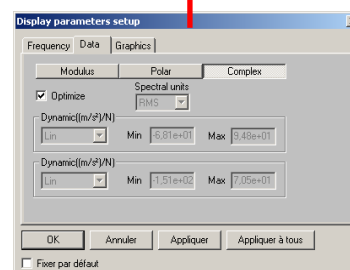 Display parameters setup
Frequency Data Graphics
Modulus Polar Complex
Optimize
Spectral units
RMS
Dynamic((m/s²)/N)
Lin Min -6,81e+01 Max 9,48e+01
Dynamic((m/s²)/N)
Lin Min -1,51e+02 Max 7,05e+01
OK Annuler Appliquer Appliquer à tous
Fixer par défaut